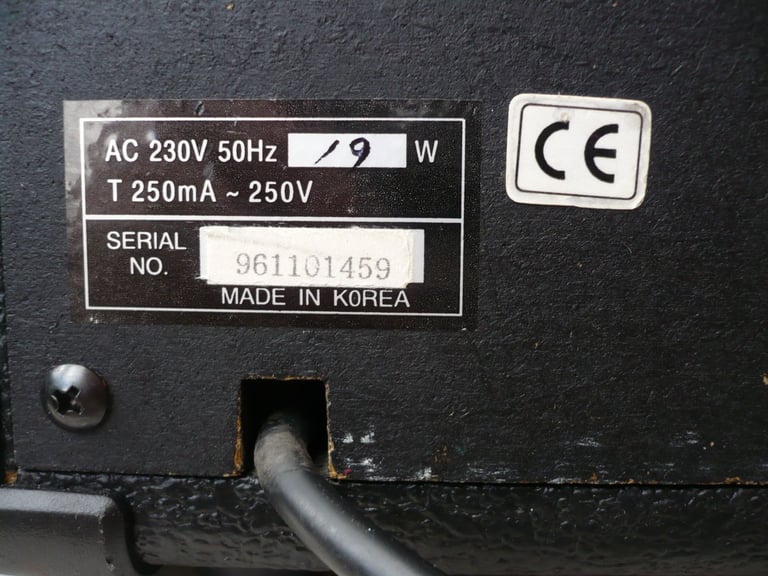 AC 230V 50Hz 19 W
T 250mA ~ 250V
SERIAL
NO. 961101459
MADE IN KOREA
CE